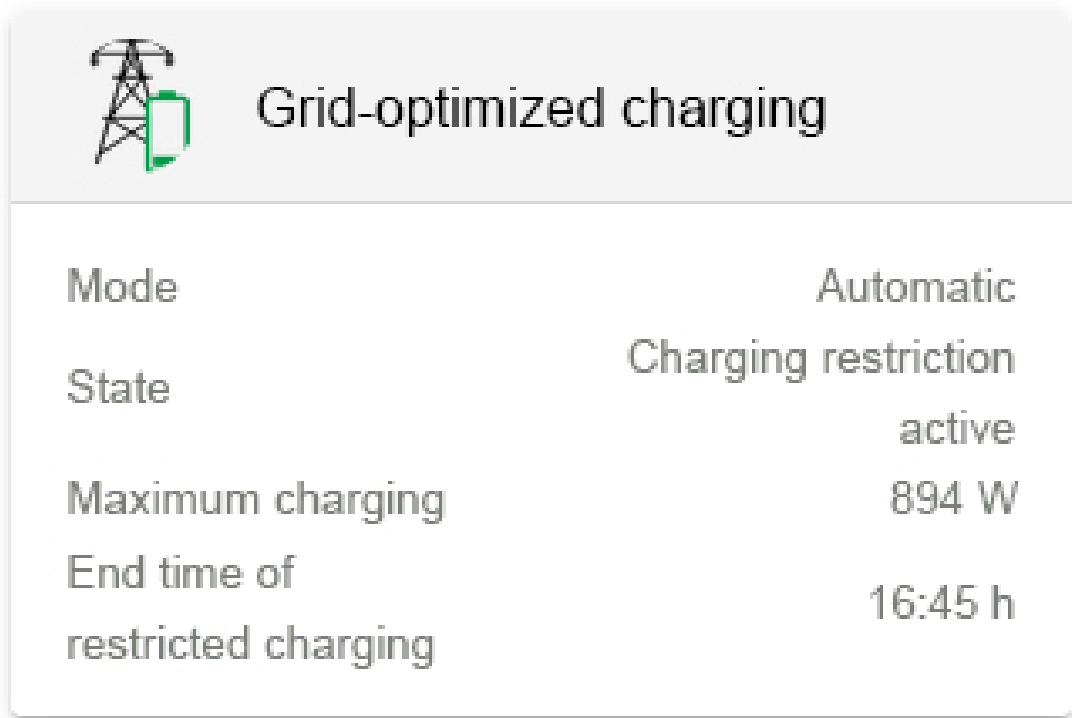 Grid-optimized charging
Mode Automatic
State Charging restriction
active
Maximum charging 894 W
End time of
restricted charging 16:45 h